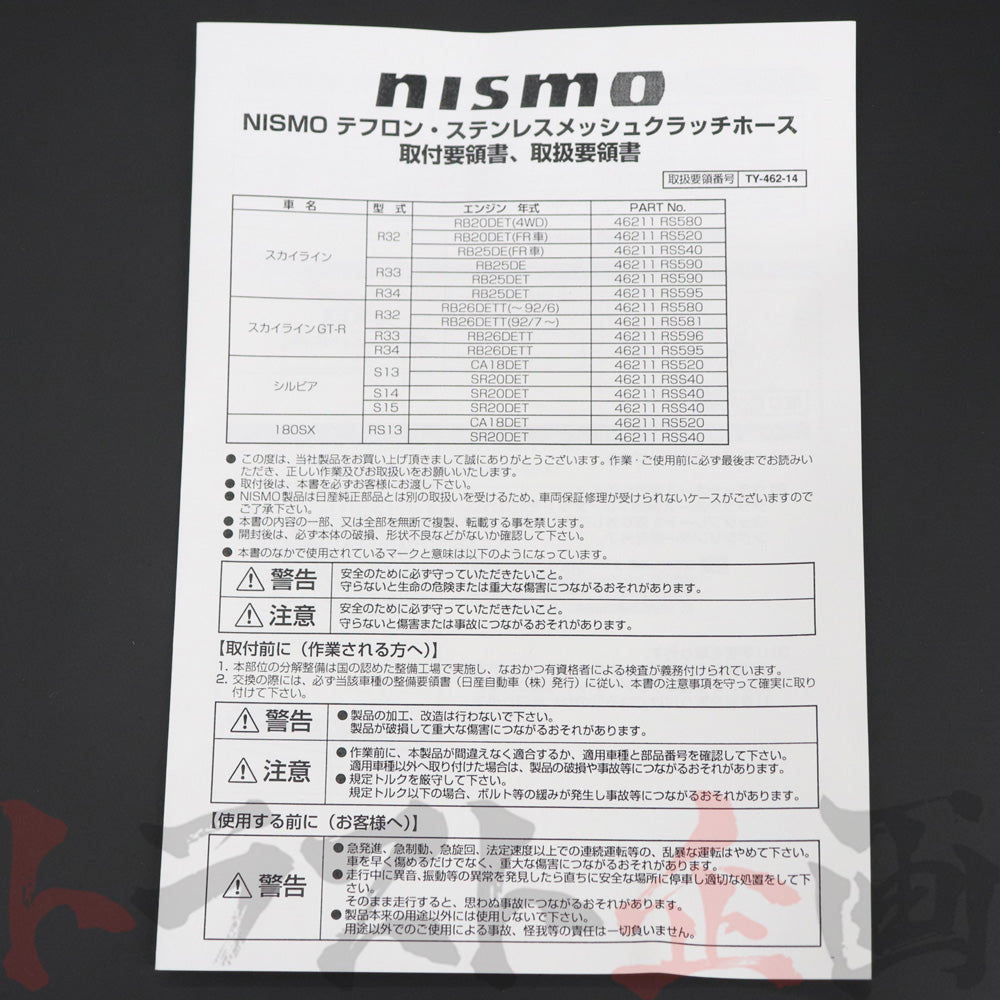 nismo
NISMO テフロン・ステンレスメッシュクラッチホース
取付要領書、取扱要領書
取扱要領番号 TY-462-14
車 名 型 式 エンジン 年式 PART No.
スカイライン R32 RB20DET(4WD) 46211 RS580
RB20DET(FR車) 46211 RS520
RB25DE(FR車) 46211 RSS40
R33 RB25DE 46211 RS590
RB25DET 46211 RS590
R34 RB25DET 46211 RS595
スカイラインGT-R R32 RB26DETT(～92/6) 46211 RS580
RB26DETT(92/7～) 46211 RS581
R33 RB26DETT 46211 RS596
R34 RB26DETT 46211 RS595
シルビア S13 CA18DET 46211 RS520
SR20DET 46211 RSS40
S14 SR20DET 46211 RSS40
S15 SR20DET 46211 RSS40
180SX RS13 CA18DET 46211 RS520
SR20DET 46211 RSS40
● この度は、当社製品をお買い上げ頂きまして誠にありがとうございます。作業・ご使用前に必ず最後までお読みい
ただき、正しい作業及びお取扱いをお願いいたします。
● 取付後は、本書を必ずお客様にお渡し下さい。
● NISMO製品は日産純正部品とは別の取扱いを受けるため、車両保証修理が受けられないケースがございますので
ご了承下さい。
● 本書の内容の一部、又は全部を無断で複製、転載する事を禁じます。
● 開封後は、必ず本体の破損、形状不良などがないか確認して下さい。
● 本書のなかで使用されているマークと意味は以下のようになっています。
⚠ 警告 安全のために必ず守っていただきたいこと。
守らないと生命の危険または重大な傷害につながるおそれがあります。
⚠ 注意 安全のために必ず守っていただきたいこと。
守らないと傷害または事故につながるおそれがあります。
【取付前に（作業される方へ）】
1. 本部位の分解整備は国の認めた整備工場で実施し、なおかつ有資格者による検査が義務付けられています。
2. 交換の際には、必ず当該車種の整備要領書（日産自動車（株）発行）に従い、本書の注意事項を守って確実に取り
付けて下さい。
⚠ 警告 ●製品の加工、改造は行わないで下さい。
製品が破損して重大な傷害につながるおそれがあります。
⚠ 注意 ●作業前に、本製品が間違えなく適合するか、適用車種と部品番号を確認して下さい。
適用車種以外へ取り付けた場合は、製品の破損や事故等につながるおそれがあります。
●規定トルクを厳守して下さい。
規定トルク以下の場合、ボルト等の緩みが発生し事故等につながるおそれがあります。
【使用する前に（お客様へ）】
⚠ 警告 ●急発進、急制動、急旋回、法定速度以上での連続運転等の、乱暴な運転はやめて下さい。
車を早く傷めるだけでなく、重大な傷害につながるおそれがあります。
●走行中に異音、振動等の異常を発見したら直ちに安全な場所に停車し適切な処置をして下
さい。
そのまま走行すると、思わぬ事故につながるおそれがあります。
●製品本来の用途以外には使用しないで下さい。
用途以外でのご使用による事故、怪我等の責任は一切負いません。
トラスト企画